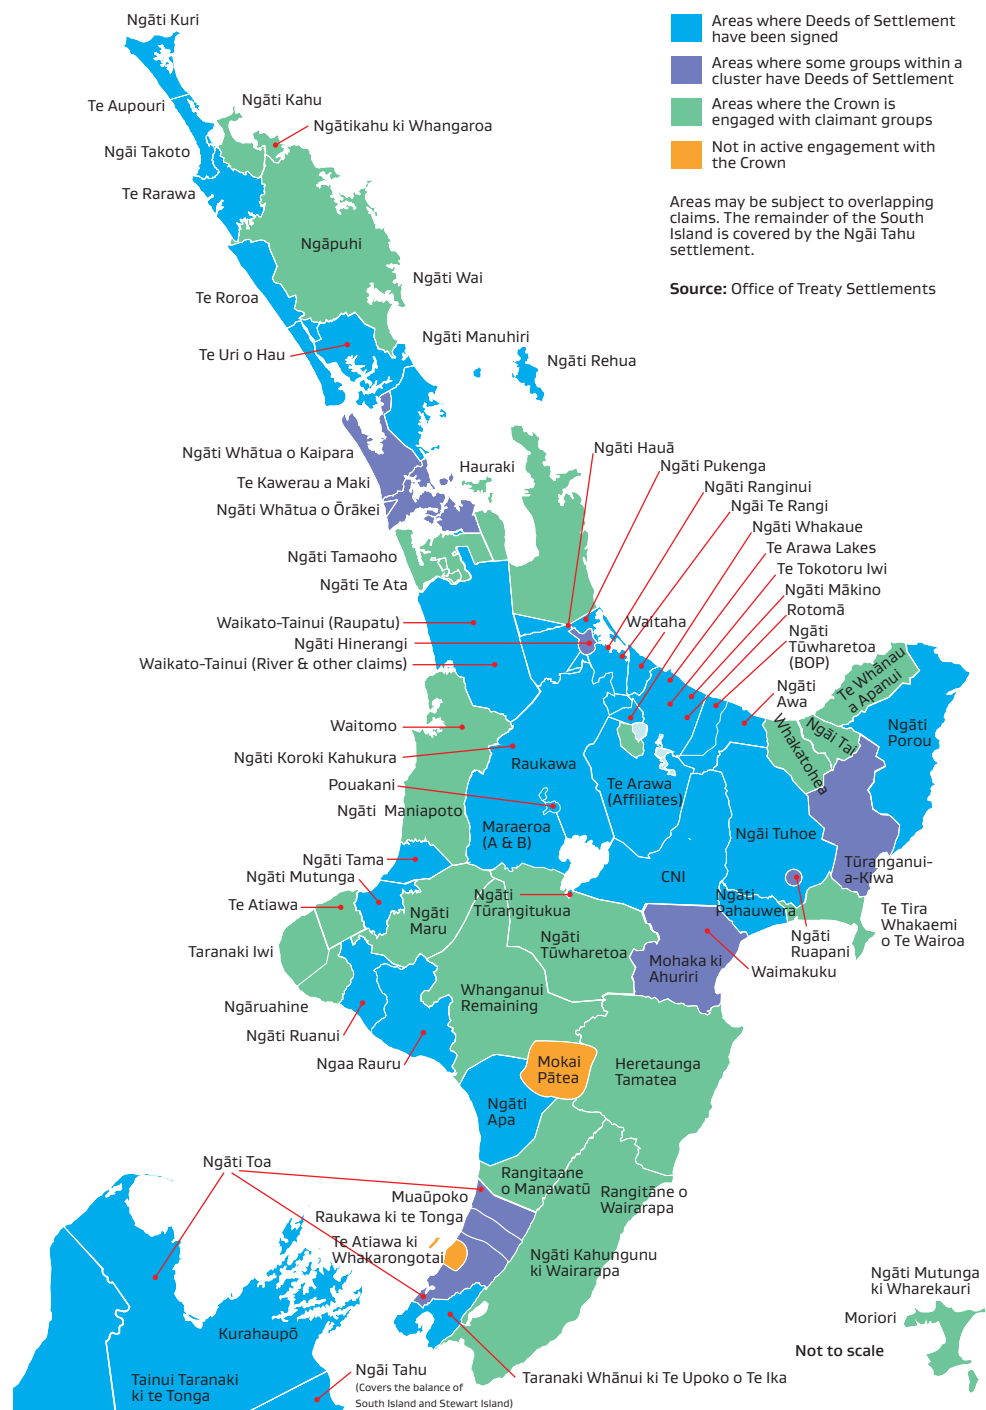 Ngāti Kuri
Areas where Deeds of Settlement
have been signed
Areas where some groups within a
cluster have Deeds of Settlement
Areas where the Crown is
engaged with claimant groups
Not in active engagement with
the Crown
Areas may be subject to overlapping
claims. The remainder of the South
Island is covered by the Ngāi Tahu
settlement.
Source: Office of Treaty Settlements
Te Aupouri
Ngāti Kahu
Ngātikahu ki Whangaroa
Ngāi Takoto
Te Rarawa
Ngāpuhi
Ngāti Wai
Te Roroa
Ngāti Manuhiri
Te Uri o Hau
Ngāti Rehua
Ngāti Whātua o Kaipara
Te Kawerau a Maki
Ngāti Whātua o Ōrākei
Hauraki
Ngāti Hauā
Ngāti Pukenga
Ngāti Ranginui
Ngāi Te Rangi
Ngāti Whakaue
Te Arawa Lakes
Te Tokotoru Iwi
Ngāti Mākino
Rotomā
Ngāti
Tūwharetoa
(BOP)
Ngāti
Awa
Ngāti Tamaoho
Ngāti Te Ata
Waikato-Tainui (Raupatu)
Ngāti Hinerangi
Waikato-Tainui (River & other claims)
Waitaha
Te Whānau
a Apanui
Ngāi Tai
Whakatohea
Ngāti
Porou
Waitomo
Ngāti Koroki Kahukura
Pouakani
Ngāti Maniapoto
Raukawa
Te Arawa
(Affiliates)
Maraeroa
(A & B)
Ngāi Tuhoe
Ngāti Tama
Ngāti Mutunga
Te Atiawa
CNI
Tūranganui-
a-Kiwa
Ngāti
Pahauwera
Ngāti
Ruapani
Te Tira
Whakaemi
o Te Wairoa
Ngāti
Maru
Ngāti
Tūrangitukua
Ngāti
Tūwharetoa
Taranaki Iwi
Mohaka ki
Ahuriri
Waimakuku
Whanganui
Remaining
Ngāruahine
Ngāti Ruanui
Ngaa Rauru
Mokai
Pātea
Heretaunga
Tamatea
Ngāti
Apa
Ngāti Toa
Rangitaane
o Manawatū
Rangitāne o
Wairarapa
Muaūpoko
Raukawa ki te Tonga
Te Atiawa ki
Whakarongotai
Ngāti Kahungunu
ki Wairarapa
Ngāti Mutunga
ki Wharekauri
Moriori
Not to scale
Kurahaupō
Tainui Taranaki
ki te Tonga
Ngāi Tahu
(Covers the balance of
South Island and Stewart Island)
Taranaki Whānui ki Te Upoko o Te Ika